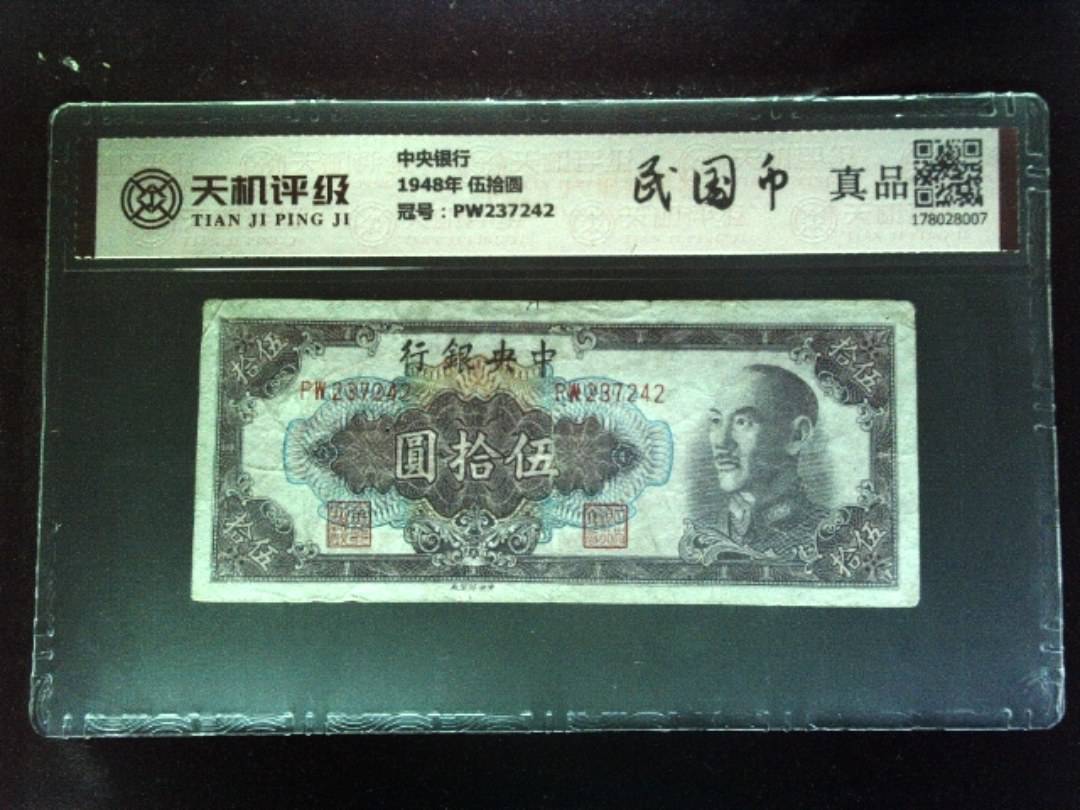 天机评级
TIAN JI PING JI
中央银行
1948年 伍拾圆
冠号：PW237242
民国币
真品
178028007
行銀央中
PW237242
PW237242
圓拾伍
拾伍
拾伍
拾伍
拾伍